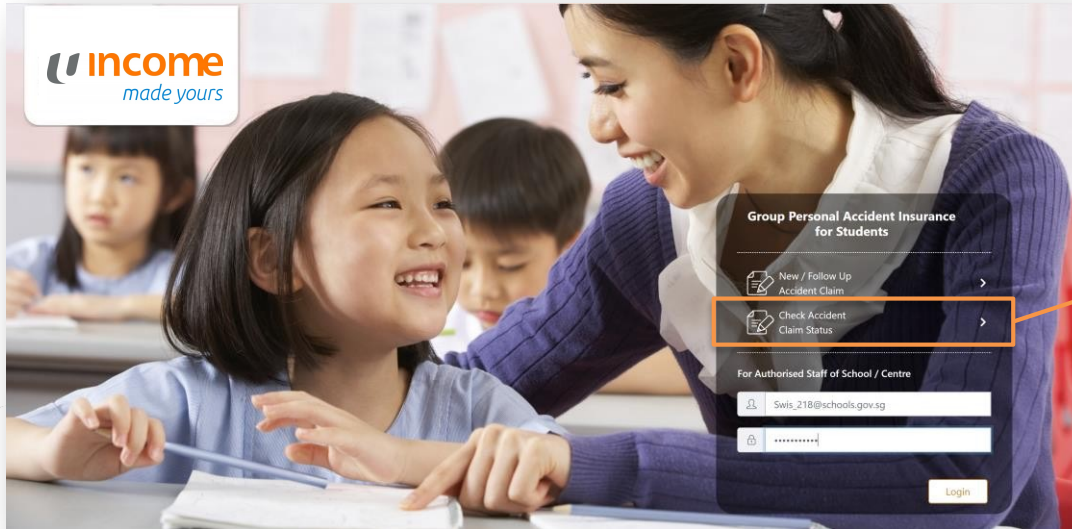 income
made yours
Group Personal Accident Insurance
for Students
New / Follow Up
Accident Claim
Check Accident
Claim Status
For Authorised Staff of School / Centre
Swis_218@schools.gov.sg
•••••••••••
Login